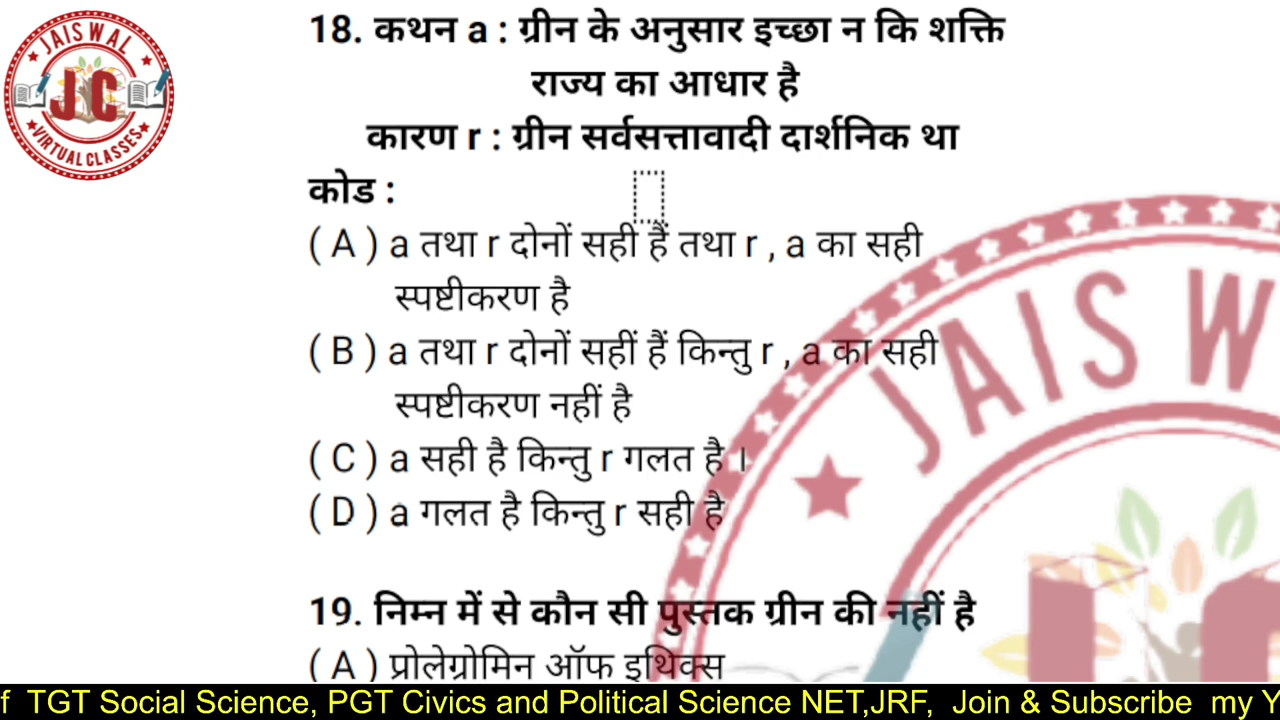 JAISWAL
JC
VIRTUAL CLASSES
18. कथन a : ग्रीन के अनुसार इच्छा न कि शक्ति
राज्य का आधार है
कारण r : ग्रीन सर्वसत्तावादी दार्शनिक था
कोड :
( A ) a तथा r दोनों सही हैं तथा r , a का सही
स्पष्टीकरण है
( B ) a तथा r दोनों सहीं हैं किन्तु r , a का सही
स्पष्टीकरण नहीं है
( C ) a सही है किन्तु r गलत है ।
( D ) a गलत है किन्तु r सही है
JAISW
19. निम्न में से कौन सी पुस्तक ग्रीन की नहीं है
( A ) प्रोलेग्रोमिन ऑफ इथिक्स
f TGT Social Science, PGT Civics and Political Science NET,JRF, Join & Subscribe my Y